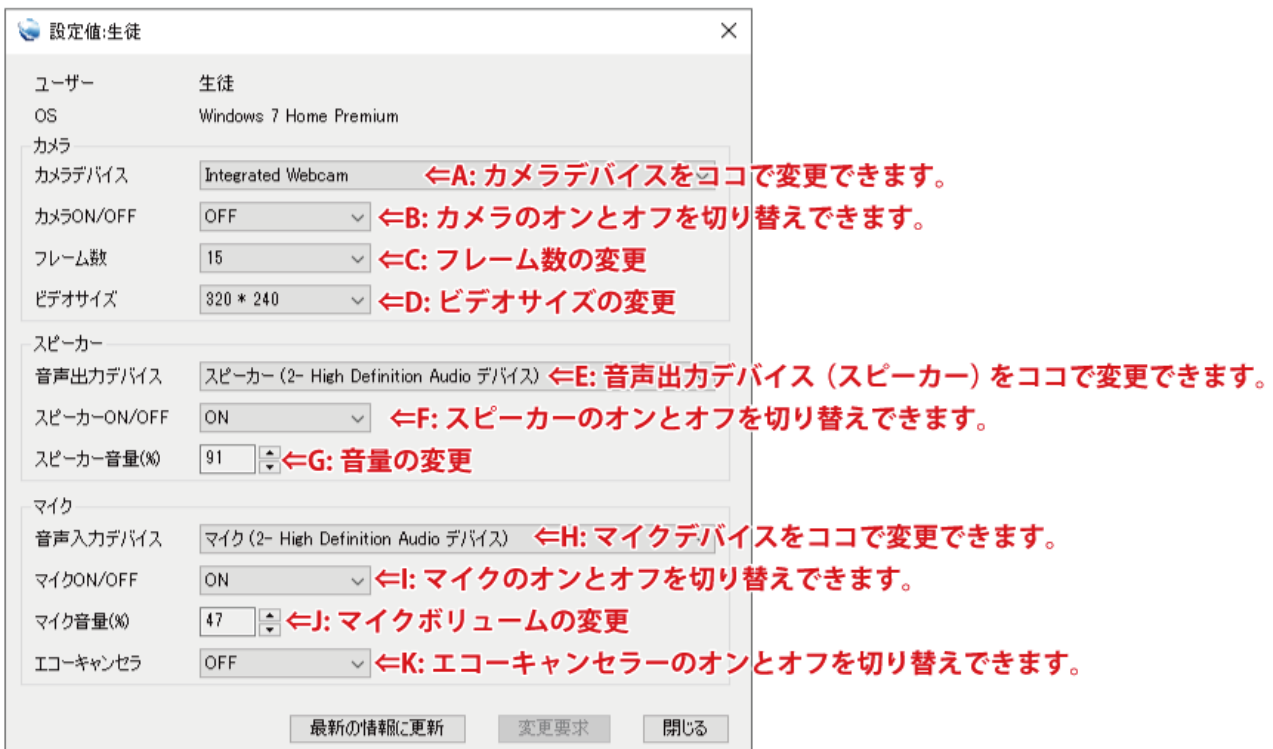 設定値:生徒
ユーザー 生徒
OS Windows 7 Home Premium
カメラ
カメラデバイス Integrated Webcam ⇐A: カメラデバイスをココで変更できます。
カメラON/OFF OFF ⇐B: カメラのオンとオフを切り替えできます。
フレーム数 15 ⇐C: フレーム数の変更
ビデオサイズ 320 * 240 ⇐D: ビデオサイズの変更
スピーカー
音声出力デバイス スピーカー (2- High Definition Audio デバイス) ⇐E: 音声出力デバイス（スピーカー）をココで変更できます。
スピーカーON/OFF ON ⇐F: スピーカーのオンとオフを切り替えできます。
スピーカー音量(%) 91 ⇐G: 音量の変更
マイク
音声入力デバイス マイク (2- High Definition Audio デバイス) ⇐H: マイクデバイスをココで変更できます。
マイクON/OFF ON ⇐I: マイクのオンとオフを切り替えできます。
マイク音量(%) 47 ⇐J: マイクボリュームの変更
エコーキャンセラ OFF ⇐K: エコーキャンセラーのオンとオフを切り替えできます。
最新の情報に更新 変更要求 閉じる